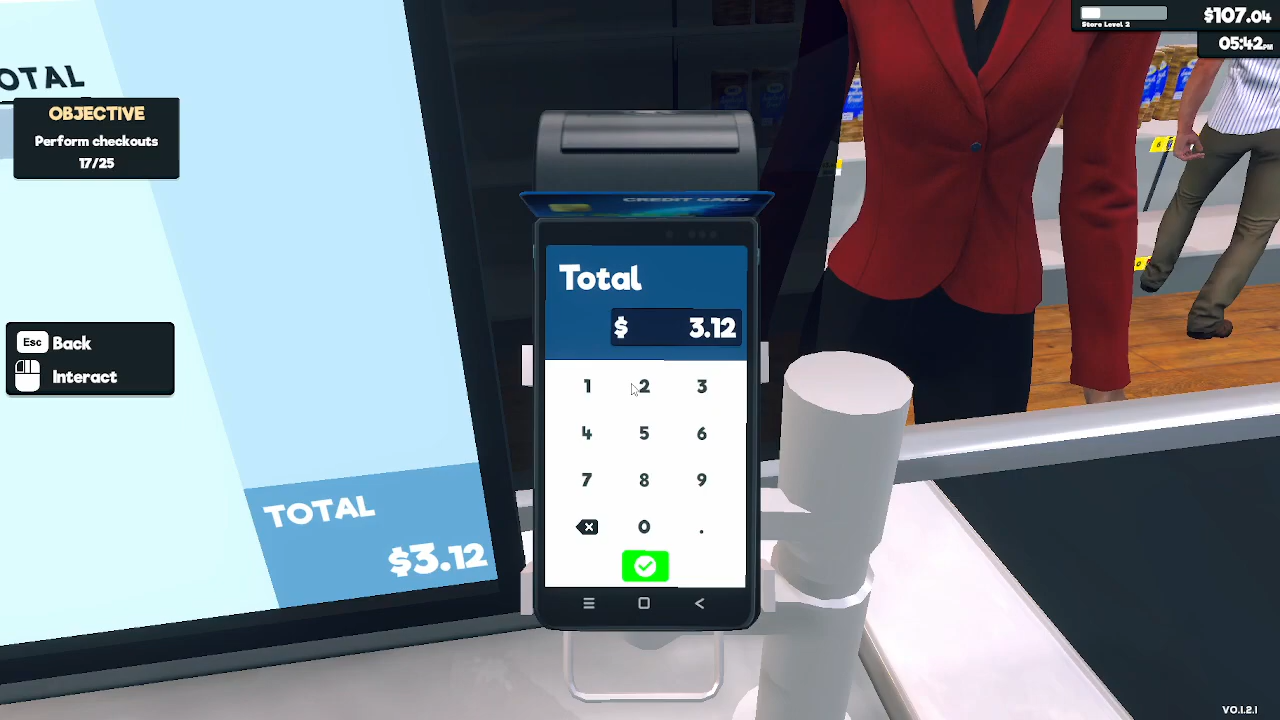 OTAL
OBJECTIVE
Perform checkouts
17/25
Esc Back
Interact
TOTAL
$3.12
CREDIT CARD
Total
$ 3.12
1 2 3
4 5 6
7 8 9
0 .
Store Level 2
$107.04
05:42PM
V0.1.2.1